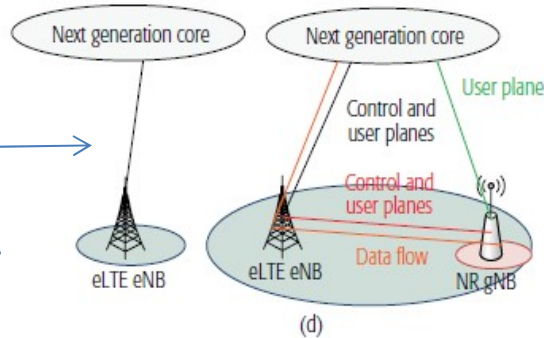 Next generation core
Next generation core
User plane
Control and
user planes
Control and
user planes
Data flow
eLTE eNB
eLTE eNB
NR gNB
(d)